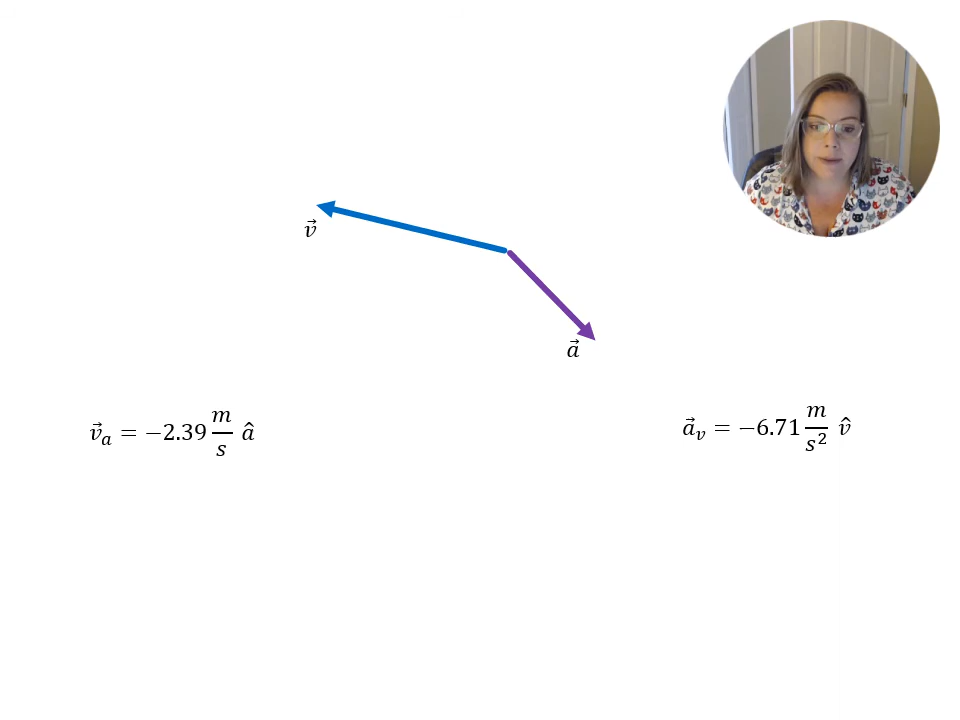 v⃗
a⃗
v⃗ₐ = −2.39 m/s â
a⃗ᵥ = −6.71 m/s² v̂